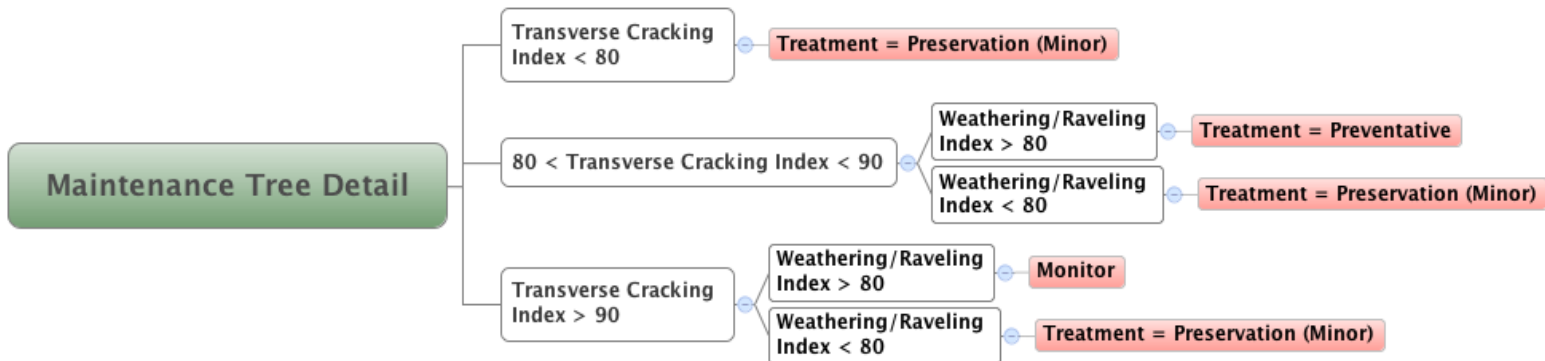 Maintenance Tree Detail
Transverse Cracking
Index < 80
Treatment = Preservation (Minor)
80 < Transverse Cracking Index < 90
Weathering/Raveling
Index > 80
Treatment = Preventative
Weathering/Raveling
Index < 80
Treatment = Preservation (Minor)
Transverse Cracking
Index > 90
Weathering/Raveling
Index > 80
Monitor
Weathering/Raveling
Index < 80
Treatment = Preservation (Minor)